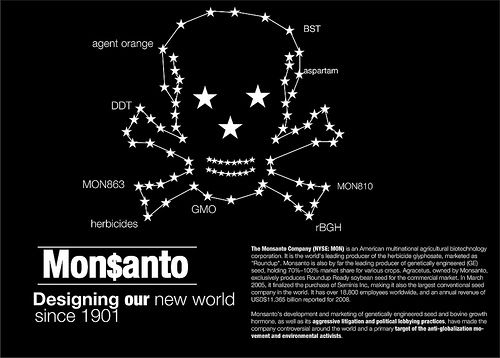 BST
agent orange
aspartam
DDT
MON863
MON810
GMO
herbicides
rBGH
Mon$anto
Designing our new world
since 1901
The Monsanto Company (NYSE: MON) is an American multinational agricultural biotechnology
corporation. It is the world's leading producer of the herbicide glyphosate, marketed as
"Roundup". Monsanto is also by far the leading producer of genetically engineered (GE)
seed, holding 70%–100% market share for various crops. Agracetus, owned by Monsanto,
exclusively produces Roundup Ready soybean seed for the commercial market. In March
2005, it finalized the purchase of Seminis Inc, making it also the largest conventional seed
company in the world. It has over 18,800 employees worldwide, and an annual revenue of
USD$11,365 billion reported for 2008.
Monsanto's development and marketing of genetically engineered seed and bovine growth
hormone, as well as its aggressive litigation and political lobbying practices, have made the
company controversial around the world and a primary target of the anti-globalization mo-
vement and environmental activists.